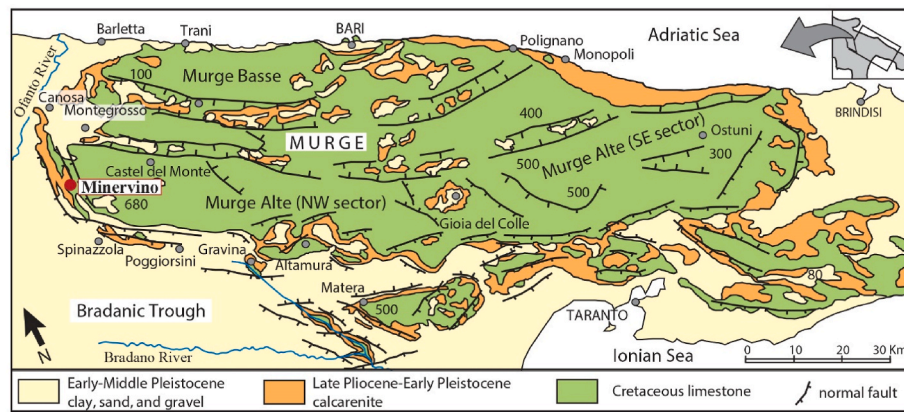 Barletta
Trani
BARI
Polignano
Monopoli
Adriatic Sea
Ofanto River
100
Murge Basse
Canosa
Montegrosso
MURGE
400
BRINDISI
Ostuni
Murge Alte (SE sector)
300
500
500
Castel del Monte
Minervino
680
Murge Alte (NW sector)
Gioia del Colle
Spinazzola
Poggiorsini
Gravina
Altamura
Matera
500
80
TARANTO
Bradanic Trough
Bradano River
Ionian Sea
N
0 10 20 30 Km
Early-Middle Pleistocene
clay, sand, and gravel
Late Pliocene-Early Pleistocene
calcarenite
Cretaceous limestone
normal fault